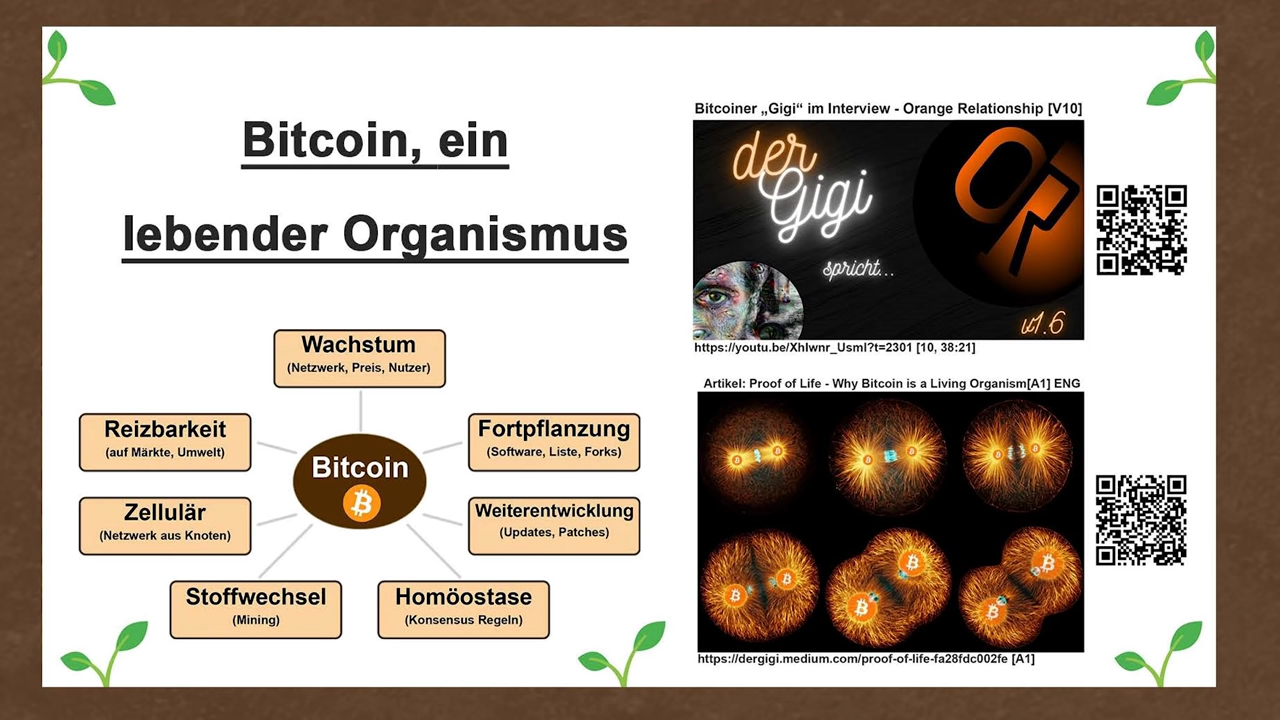 Bitcoin, ein
lebender Organismus
Wachstum
(Netzwerk, Preis, Nutzer)
Reizbarkeit
(auf Märkte, Umwelt)
Fortpflanzung
(Software, Liste, Forks)
Bitcoin
Zellulär
(Netzwerk aus Knoten)
Weiterentwicklung
(Updates, Patches)
Stoffwechsel
(Mining)
Homöostase
(Konsensus Regeln)
Bitcoiner „Gigi“ im Interview - Orange Relationship [V10]
der
Gigi
spricht...
OR
v1.6
https://youtu.be/XhIwnr_UsmI?t=2301 [10, 38:21]
Artikel: Proof of Life - Why Bitcoin is a Living Organism[A1] ENG
https://dergigi.medium.com/proof-of-life-fa28fdc002fe [A1]